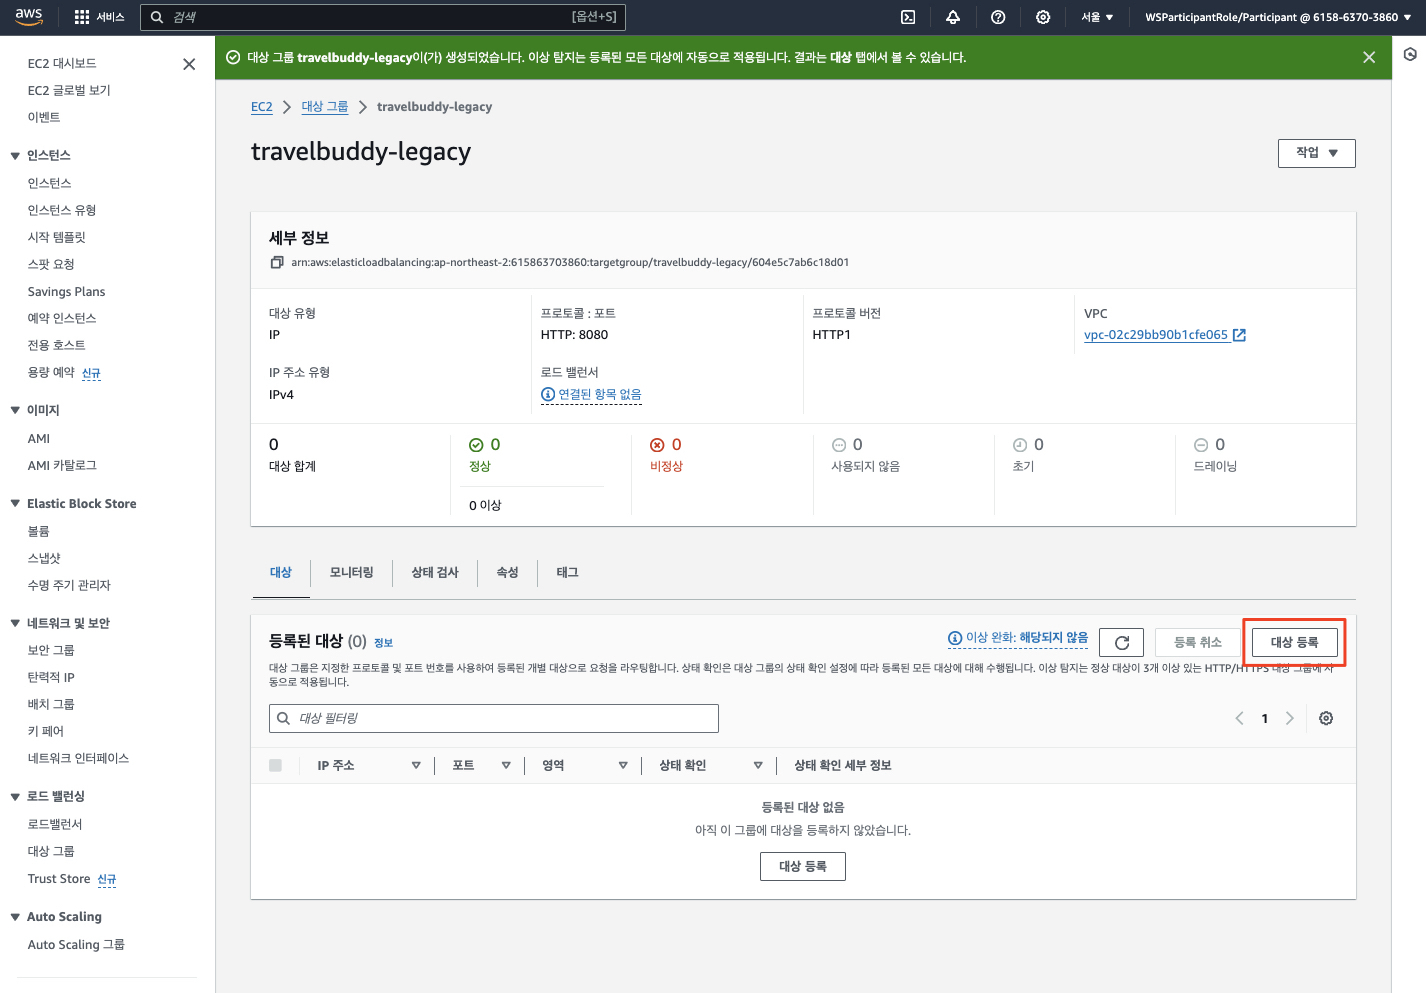 aws
서비스
검색
[옵션+S]
서울 ▼
WSParticipantRole/Participant @ 6158-6370-3860 ▼
EC2 대시보드
EC2 글로벌 보기
이벤트
인스턴스
인스턴스
인스턴스 유형
시작 템플릿
스팟 요청
Savings Plans
예약 인스턴스
전용 호스트
용량 예약 신규
이미지
AMI
AMI 카탈로그
Elastic Block Store
볼륨
스냅샷
수명 주기 관리자
네트워크 및 보안
보안 그룹
탄력적 IP
배치 그룹
키 페어
네트워크 인터페이스
로드 밸런싱
로드밸런서
대상 그룹
Trust Store 신규
Auto Scaling
Auto Scaling 그룹
대상 그룹 travelbuddy-legacy이(가) 생성되었습니다. 이상 탐지는 등록된 모든 대상에 자동으로 적용됩니다. 결과는 대상 탭에서 볼 수 있습니다.
EC2 > 대상 그룹 > travelbuddy-legacy
travelbuddy-legacy
작업 ▼
세부 정보
arn:aws:elasticloadbalancing:ap-northeast-2:615863703860:targetgroup/travelbuddy-legacy/604e5c7ab6c18d01
대상 유형
IP
프로토콜 : 포트
HTTP: 8080
프로토콜 버전
HTTP1
VPC
vpc-02c29bb90b1cfe065
IP 주소 유형
IPv4
로드 밸런서
연결된 항목 없음
0
대상 합계
0
정상
0 이상
0
비정상
0
사용되지 않음
0
초기
0
드레이닝
대상
모니터링
상태 검사
속성
태그
등록된 대상 (0) 정보
이상 완화: 해당되지 않음
등록 취소
대상 등록
대상 그룹은 지정한 프로토콜 및 포트 번호를 사용하여 등록된 개별 대상으로 요청을 라우팅합니다. 상태 확인은 대상 그룹의 상태 확인 설정에 따라 등록된 모든 대상에 대해 수행됩니다. 이상 탐지는 정상 대상이 3개 이상 있는 HTTP/HTTPS 대상 그룹에 자
동으로 적용됩니다.
대상 필터링
1
IP 주소
포트
영역
상태 확인
상태 확인 세부 정보
등록된 대상 없음
아직 이 그룹에 대상을 등록하지 않았습니다.
대상 등록